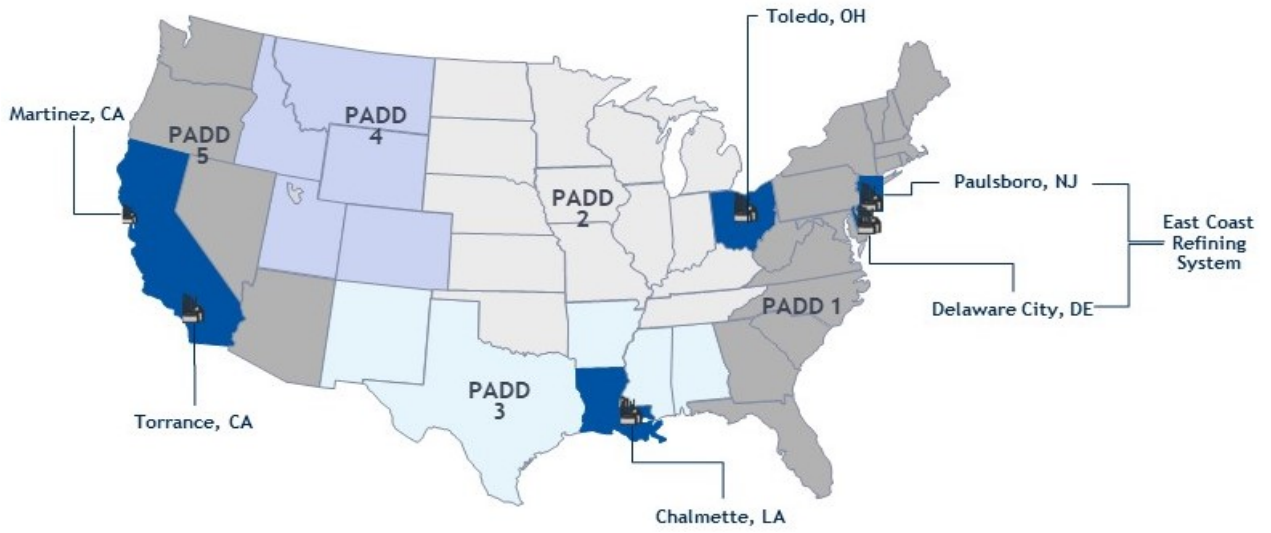 Toledo, OH
Martinez, CA
PADD
5
PADD
4
PADD
2
Paulsboro, NJ
East Coast
Refining
System
PADD 1
Delaware City, DE
PADD
3
Torrance, CA
Chalmette, LA